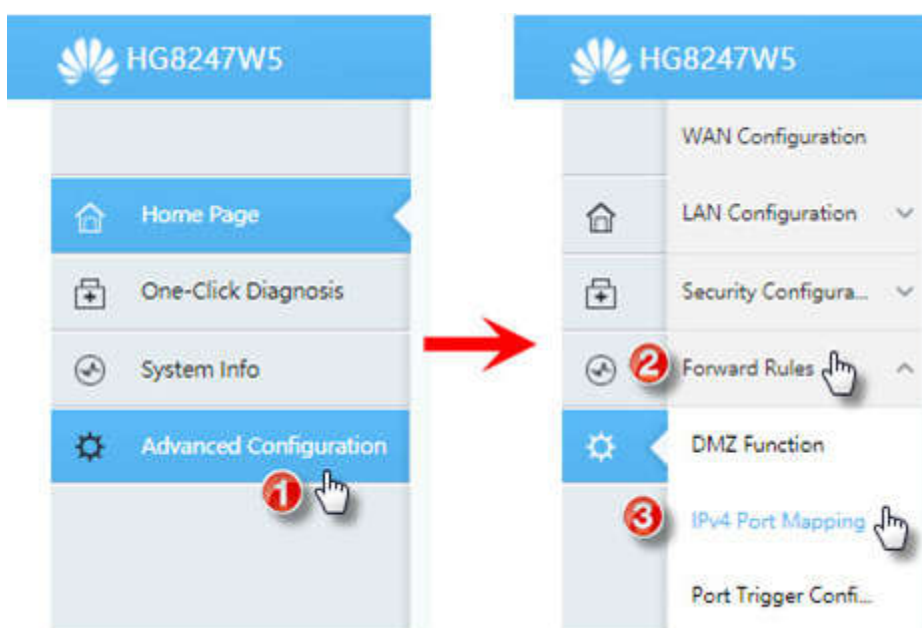 HG8247W5
Home Page
One-Click Diagnosis
System Info
Advanced Configuration
1
HG8247W5
WAN Configuration
LAN Configuration
Security Configura...
2 Forward Rules
DMZ Function
3 IPv4 Port Mapping
Port Trigger Confi...